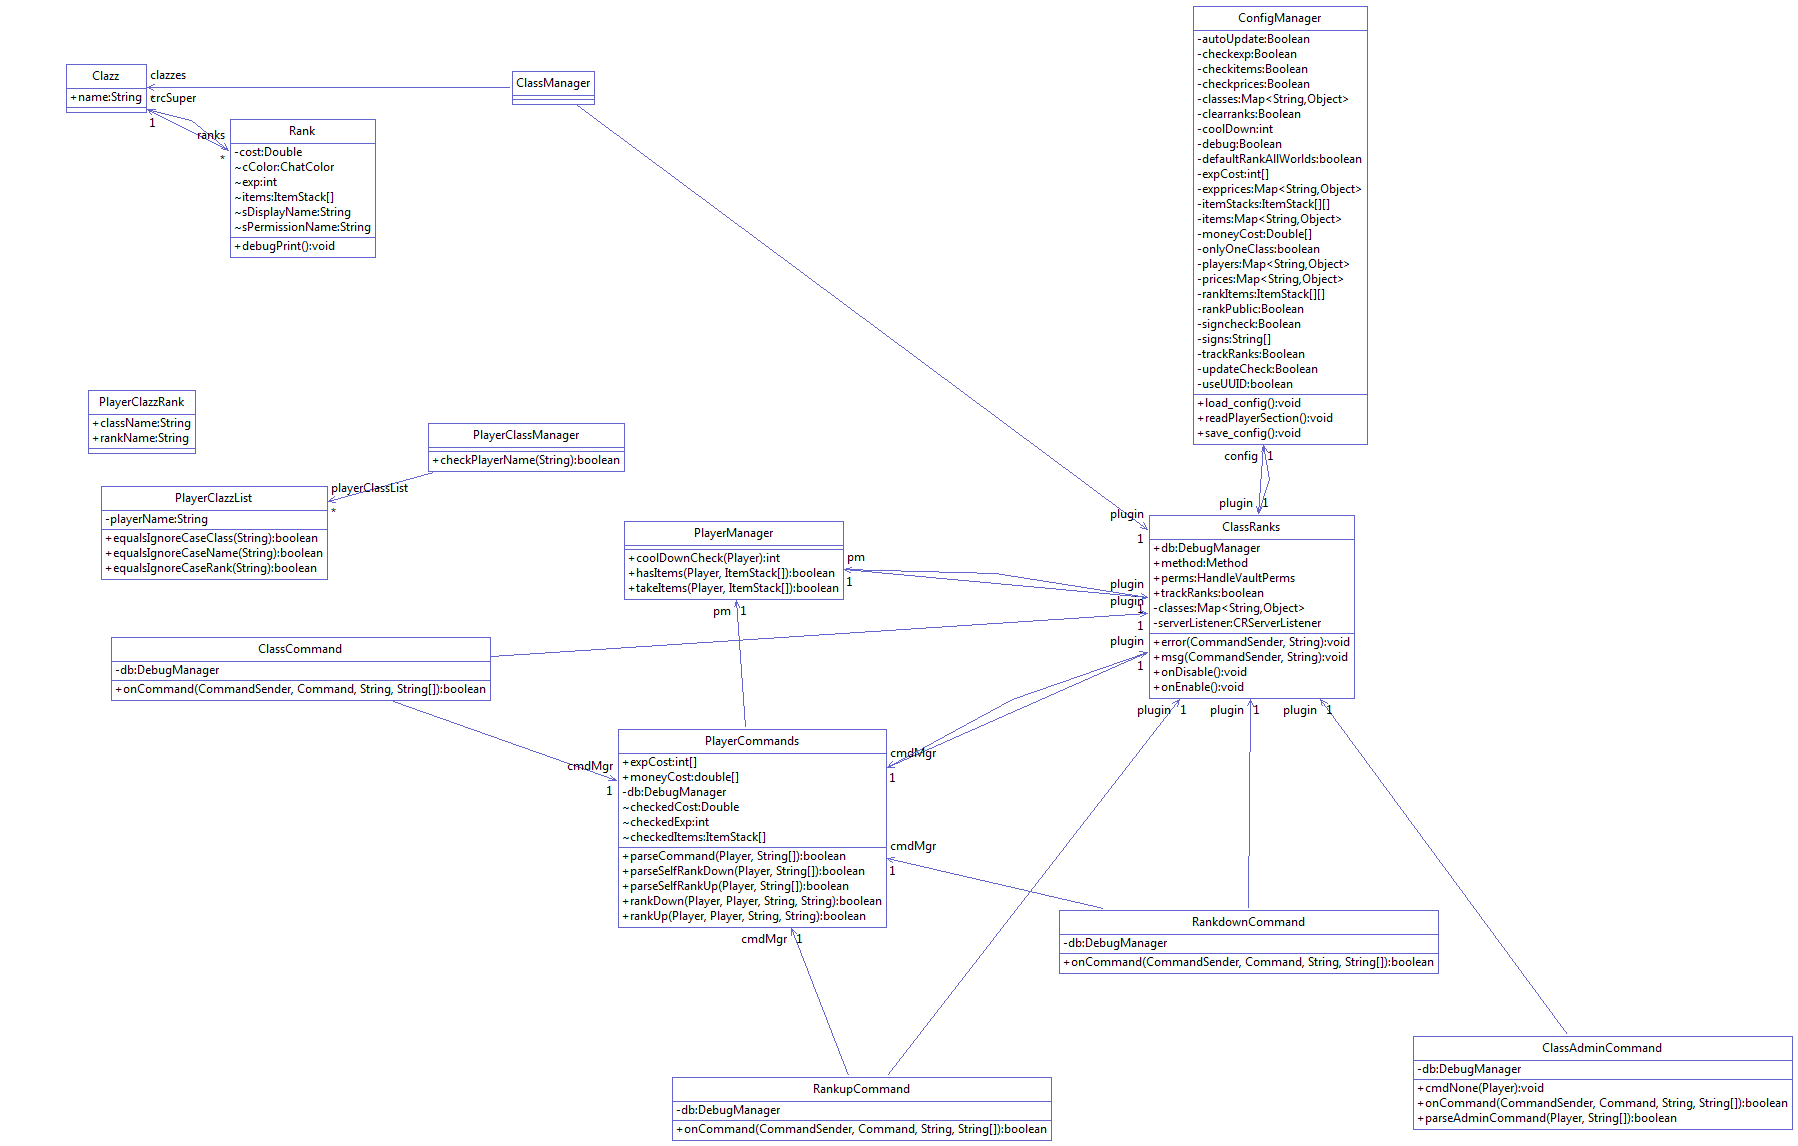 ConfigManager
-autoUpdate:Boolean
-checkexp:Boolean
-checkitems:Boolean
-checkprices:Boolean
-classes:Map<String,Object>
-clearranks:Boolean
-coolDown:int
-debug:Boolean
-defaultRankAllWorlds:boolean
-expCost:int[]
-expprices:Map<String,Object>
-itemStacks:ItemStack[][]
-items:Map<String,Object>
-moneyCost:Double[]
-onlyOneClass:boolean
-players:Map<String,Object>
-prices:Map<String,Object>
-rankItems:ItemStack[][]
-rankPublic:Boolean
-signcheck:Boolean
-signs:String[]
-trackRanks:Boolean
-updateCheck:Boolean
-useUUID:boolean
+load_config():void
+readPlayerSection():void
+save_config():void
config 1
plugin 1
Clazz
+name:String
clazzes
*
crcSuper
1
ranks
*
ClassManager
Rank
-cost:Double
~cColor:ChatColor
~exp:int
~items:ItemStack[]
~sDisplayName:String
~sPermissionName:String
+debugPrint():void
PlayerClazzRank
+className:String
+rankName:String
PlayerClassManager
+checkPlayerName(String):boolean
playerClassList
*
PlayerClazzList
-playerName:String
+equalsIgnoreCaseClass(String):boolean
+equalsIgnoreCaseName(String):boolean
+equalsIgnoreCaseRank(String):boolean
PlayerManager
+coolDownCheck(Player):int
+hasItems(Player, ItemStack[]):boolean
+takeItems(Player, ItemStack[]):boolean
pm
1
pm 1
plugin
1
plugin
1
plugin
1
plugin
1
ClassRanks
+db:DebugManager
+method:Method
+perms:HandleVaultPerms
+trackRanks:boolean
-classes:Map<String,Object>
-serverListener:CRServerListener
+error(CommandSender, String):void
+msg(CommandSender, String):void
+onDisable():void
+onEnable():void
plugin 1
plugin 1
plugin 1
ClassCommand
-db:DebugManager
+onCommand(CommandSender, Command, String, String[]):boolean
cmdMgr
1
PlayerCommands
+expCost:int[]
+moneyCost:double[]
-db:DebugManager
~checkedCost:Double
~checkedExp:int
~checkedItems:ItemStack[]
+parseCommand(Player, String[]):boolean
+parseSelfRankDown(Player, String[]):boolean
+parseSelfRankUp(Player, String[]):boolean
+rankDown(Player, Player, String, String):boolean
+rankUp(Player, Player, String, String):boolean
cmdMgr
1
cmdMgr
1
cmdMgr 1
RankdownCommand
-db:DebugManager
+onCommand(CommandSender, Command, String, String[]):boolean
RankupCommand
-db:DebugManager
+onCommand(CommandSender, Command, String, String[]):boolean
ClassAdminCommand
-db:DebugManager
+cmdNone(Player):void
+onCommand(CommandSender, Command, String, String[]):boolean
+parseAdminCommand(Player, String[]):boolean